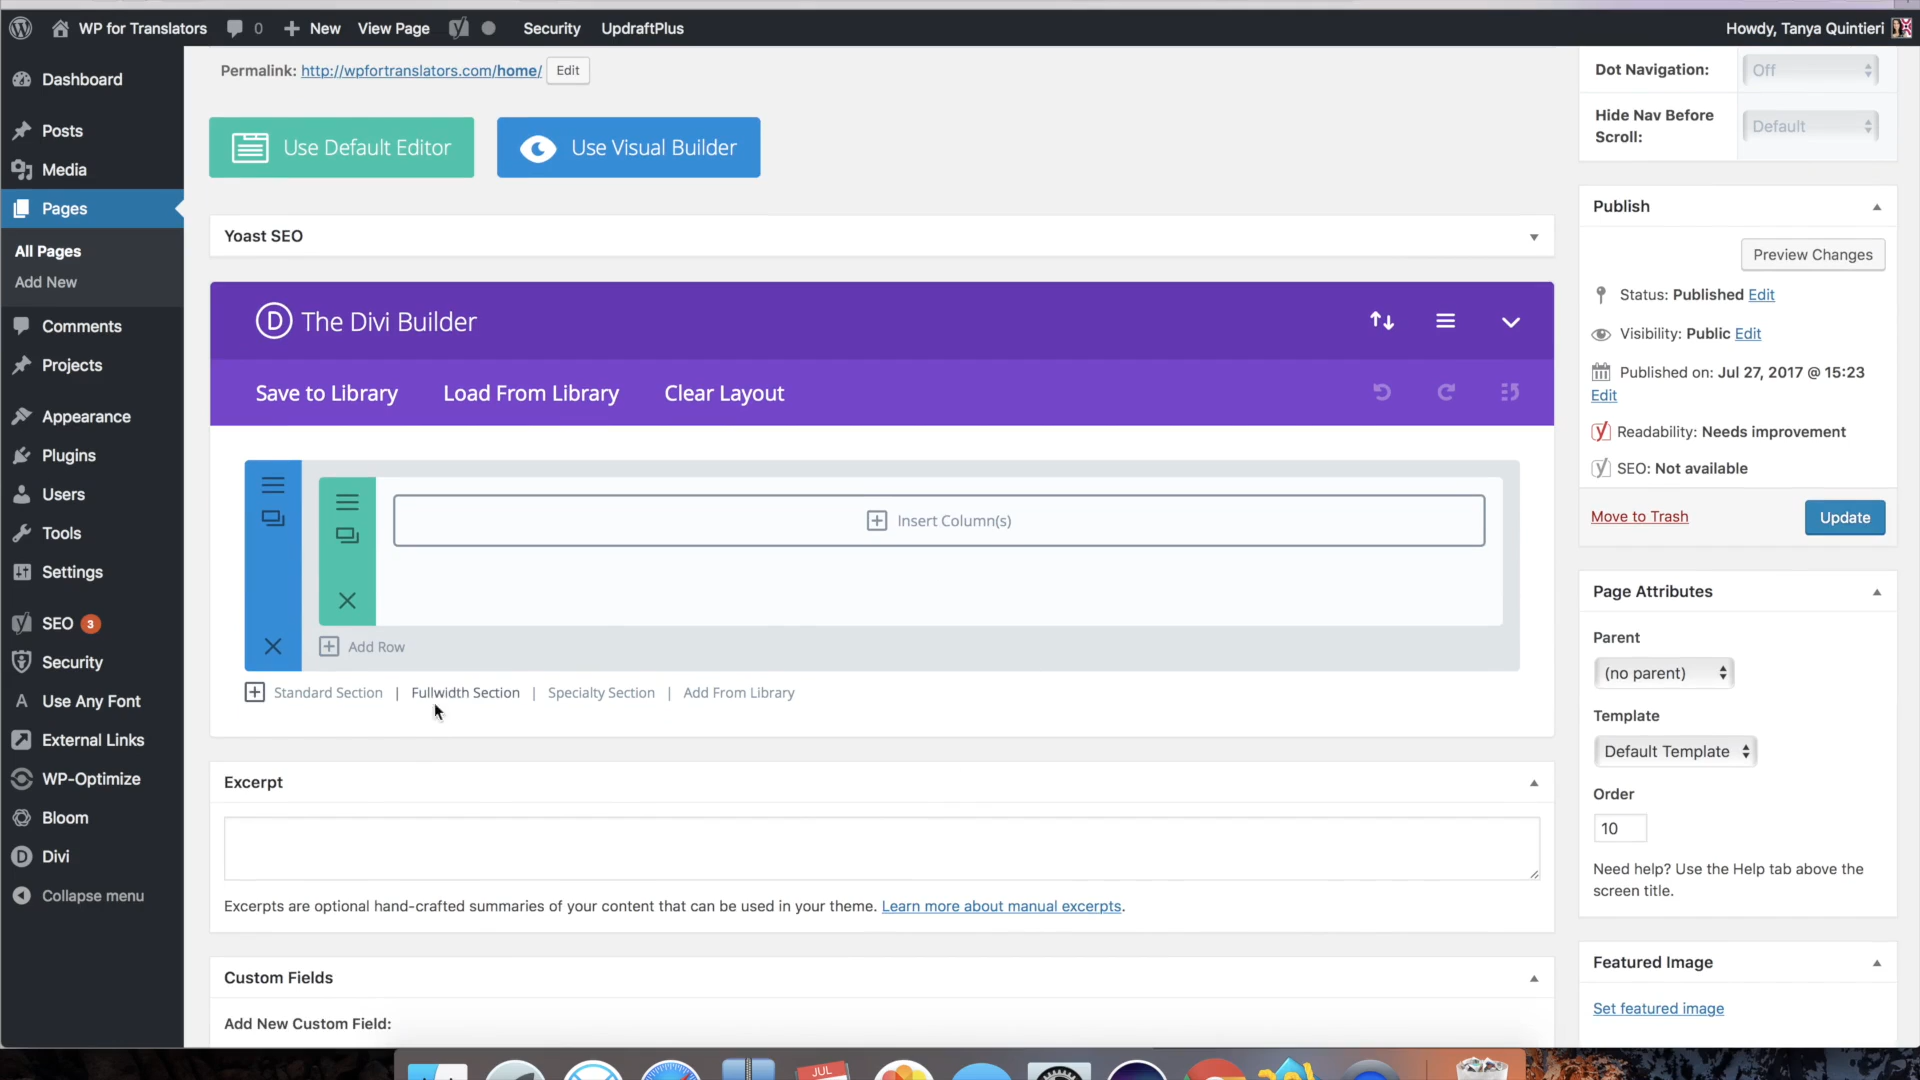 WP for Translators
0
New
View Page
Security
UpdraftPlus
Howdy, Tanya Quintieri
Dashboard
Posts
Media
Pages
All Pages
Add New
Comments
Projects
Appearance
Plugins
Users
Tools
Settings
SEO 3
Security
Use Any Font
External Links
WP-Optimize
Bloom
Divi
Collapse menu
Permalink: http://wpfortranslators.com/home/ Edit
Use Default Editor
Use Visual Builder
Yoast SEO
D The Divi Builder
Save to Library
Load From Library
Clear Layout
Insert Column(s)
Add Row
Standard Section | Fullwidth Section | Specialty Section | Add From Library
Excerpt
Excerpts are optional hand-crafted summaries of your content that can be used in your theme. Learn more about manual excerpts.
Custom Fields
Add New Custom Field:
Dot Navigation: Off
Hide Nav Before
Scroll:
Default
Publish
Preview Changes
Status: Published Edit
Visibility: Public Edit
Published on: Jul 27, 2017 @ 15:23
Edit
Readability: Needs improvement
SEO: Not available
Move to Trash
Update
Page Attributes
Parent
(no parent)
Template
Default Template
Order
10
Need help? Use the Help tab above the
screen title.
Featured Image
Set featured image
JUL